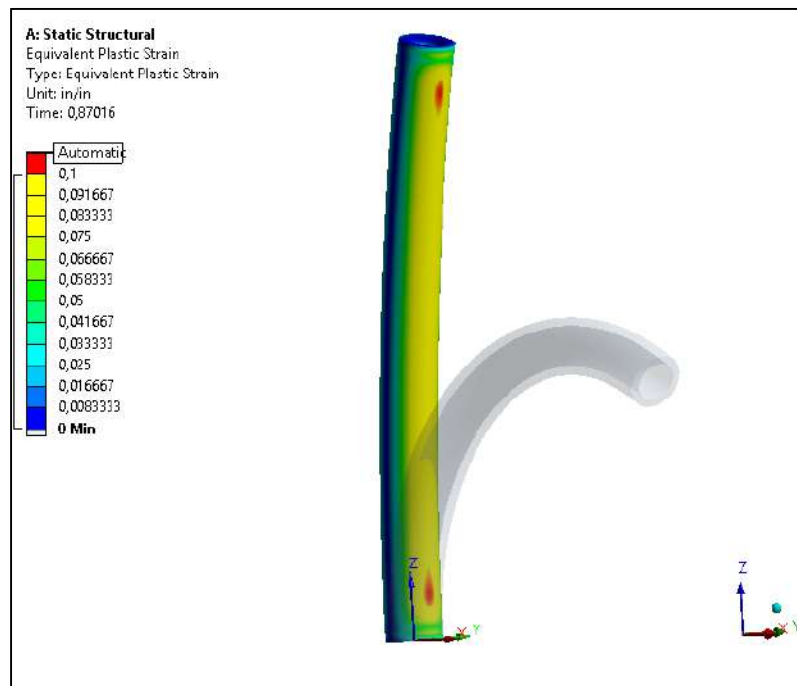 A: Static Structural
Equivalent Plastic Strain
Type: Equivalent Plastic Strain
Unit: in/in
Time: 0,87016
Automatic
0,1
0,091667
0,083333
0,075
0,066667
0,058333
0,05
0,041667
0,033333
0,025
0,016667
0,0083333
0 Min
Z
X
Y
Z
X
Y